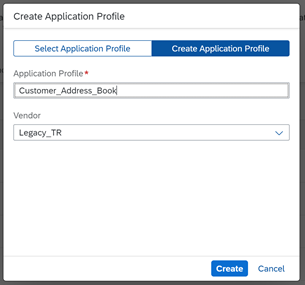 Create Application Profile
Select Application Profile Create Application Profile
Application Profile*
Customer_Address_Book
Vendor
Legacy_TR
Create Cancel